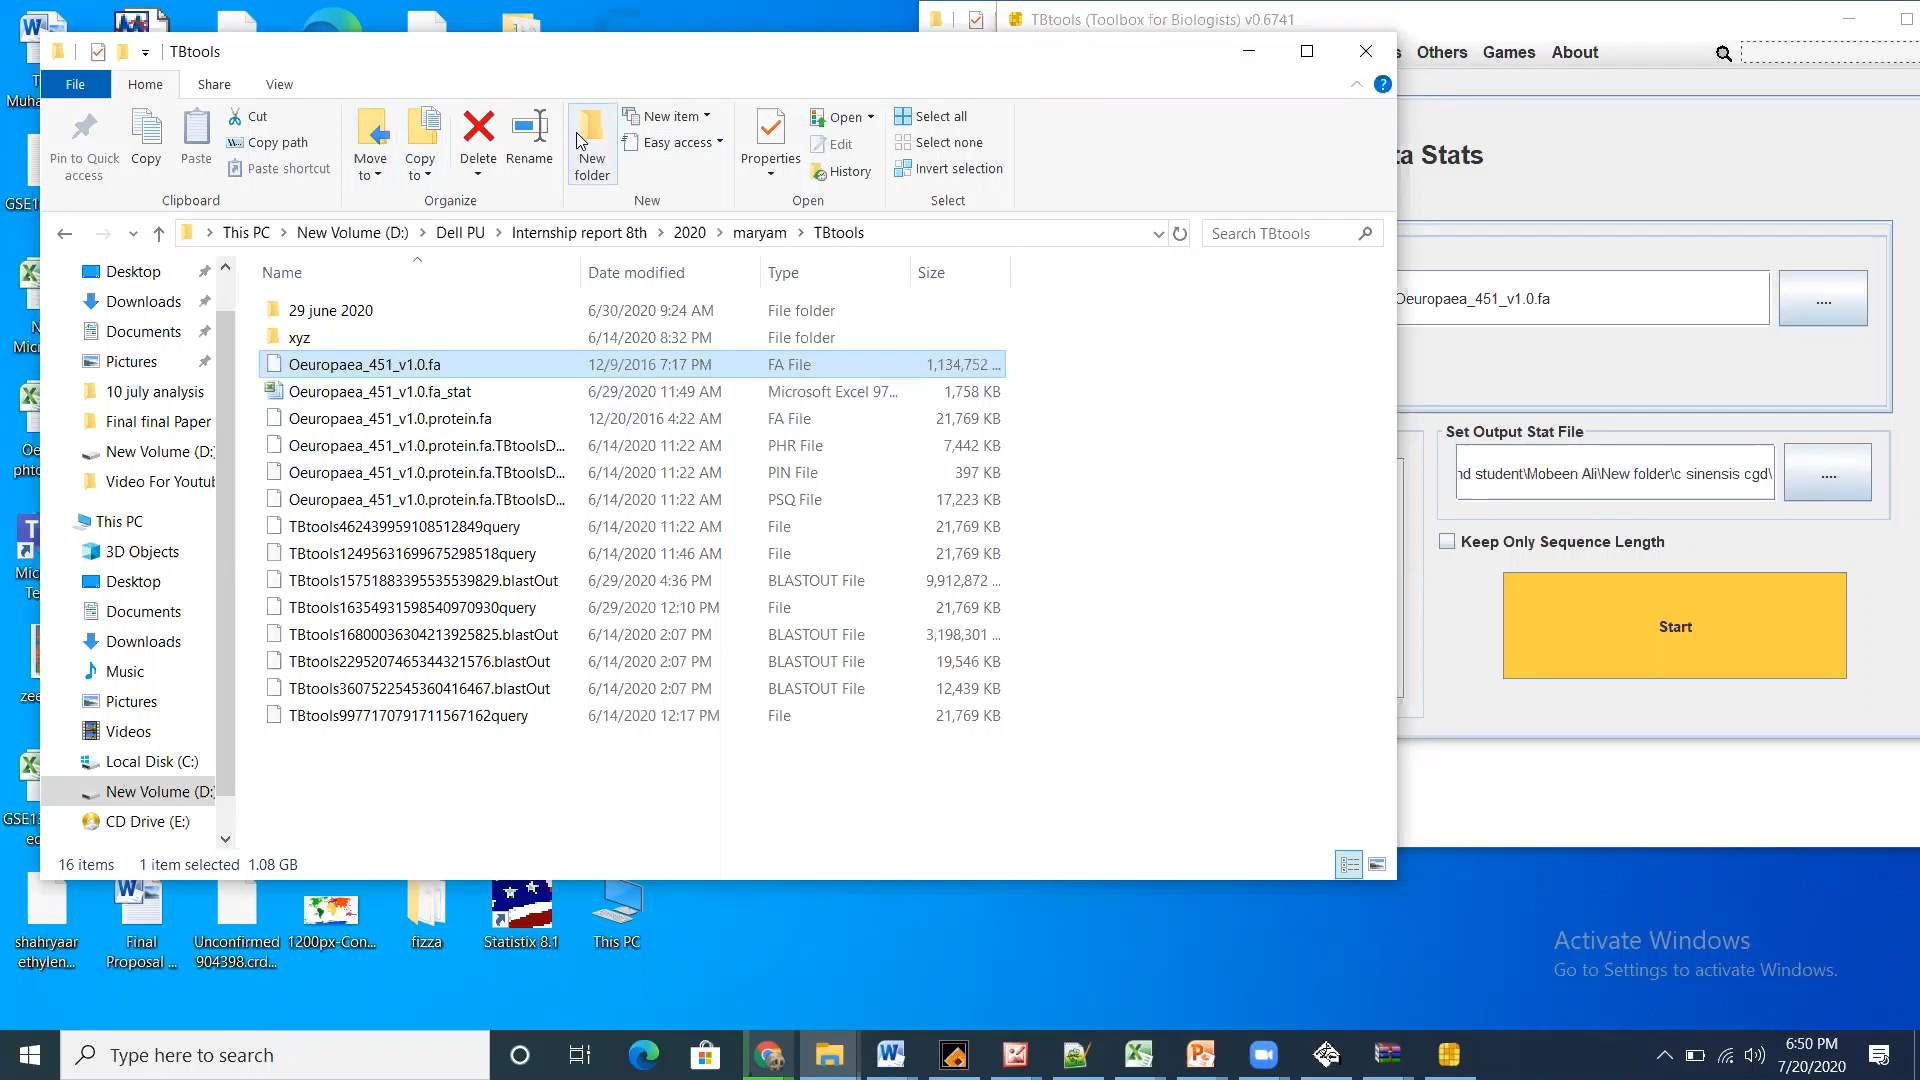 TBtools
File Home Share View
Pin to Quick access
Copy
Paste
Cut
Copy path
Paste shortcut
Clipboard
Move to
Copy to
Delete
Rename
Organize
New folder
New item
Easy access
New
Properties
Open
Edit
History
Open
Select all
Select none
Invert selection
Select
This PC > New Volume (D:) > Dell PU > Internship report 8th > 2020 > maryam > TBtools
Search TBtools
Desktop
Downloads
Documents
Pictures
10 july analysis
Final final Paper
New Volume (D:
Video For Youtub
This PC
3D Objects
Desktop
Documents
Downloads
Music
Pictures
Videos
Local Disk (C:)
New Volume (D:
CD Drive (E:)
Name Date modified Type Size
29 june 2020 6/30/2020 9:24 AM File folder
xyz 6/14/2020 8:32 PM File folder
Oeuropaea_451_v1.0.fa 12/9/2016 7:17 PM FA File 1,134,752 ...
Oeuropaea_451_v1.0.fa_stat 6/29/2020 11:49 AM Microsoft Excel 97... 1,758 KB
Oeuropaea_451_v1.0.protein.fa 12/20/2016 4:22 AM FA File 21,769 KB
Oeuropaea_451_v1.0.protein.fa.TBtoolsD... 6/14/2020 11:22 AM PHR File 7,442 KB
Oeuropaea_451_v1.0.protein.fa.TBtoolsD... 6/14/2020 11:22 AM PIN File 397 KB
Oeuropaea_451_v1.0.protein.fa.TBtoolsD... 6/14/2020 11:22 AM PSQ File 17,223 KB
TBtools462439959108512849query 6/14/2020 11:22 AM File 21,769 KB
TBtools12495631699675298518query 6/14/2020 11:46 AM File 21,769 KB
TBtools15751883395535539829.blastOut 6/29/2020 4:36 PM BLASTOUT File 9,912,872 ...
TBtools16354931598540970930query 6/29/2020 12:10 PM File 21,769 KB
TBtools16800036304213925825.blastOut 6/14/2020 2:07 PM BLASTOUT File 3,198,301 ...
TBtools2295207465344321576.blastOut 6/14/2020 2:07 PM BLASTOUT File 19,546 KB
TBtools3607522545360416467.blastOut 6/14/2020 2:07 PM BLASTOUT File 12,439 KB
TBtools9977170791711567162query 6/14/2020 12:17 PM File 21,769 KB
16 items 1 item selected 1.08 GB
TBtools (Toolbox for Biologists) v0.6741
s Others Games About
ta Stats
Oeuropaea_451_v1.0.fa
....
Set Output Stat File
nd student\Mobeen Ali\New folder\c sinensis cgd\
....
Keep Only Sequence Length
Start
Muha
GSE1
N
Micr
Oe
phto
Mic
Te
zee
GSE13
ed
shahryaar ethylen...
Final Proposal ...
Unconfirmed 904398.crd...
1200px-Con...
fizza
Statistix 8.1
This PC
Activate Windows
Go to Settings to activate Windows.
Type here to search
6:50 PM
7/20/2020